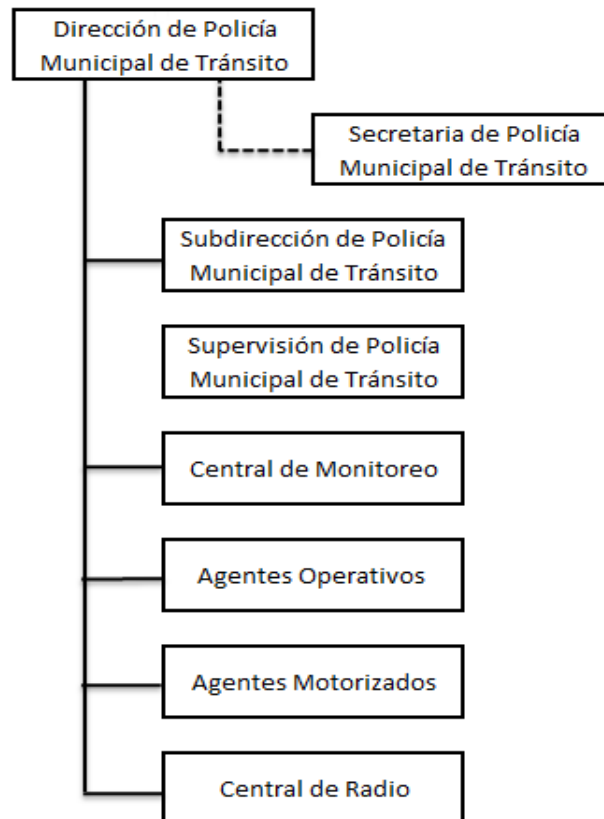 Dirección de Policía
Municipal de Tránsito
Secretaria de Policía
Municipal de Tránsito
Subdirección de Policía
Municipal de Tránsito
Supervisión de Policía
Municipal de Tránsito
Central de Monitoreo
Agentes Operativos
Agentes Motorizados
Central de Radio